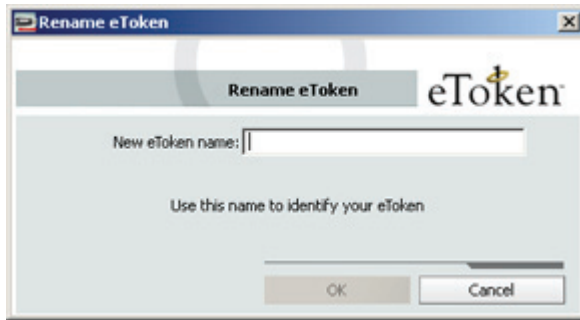 Rename eToken
Rename eToken
eToken
New eToken name:
Use this name to identify your eToken
OK
Cancel